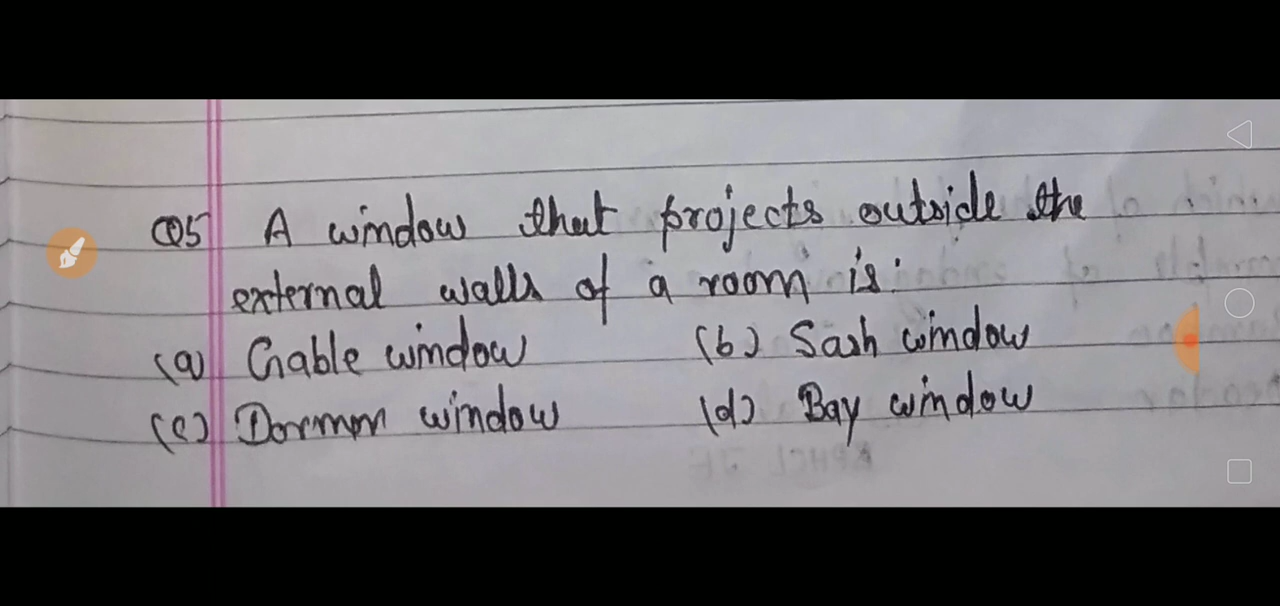 Q5 A window that projects outside the
external walls of a room is:
(a) Gable window (b) Sash window
(c) Dormer window (d) Bay window